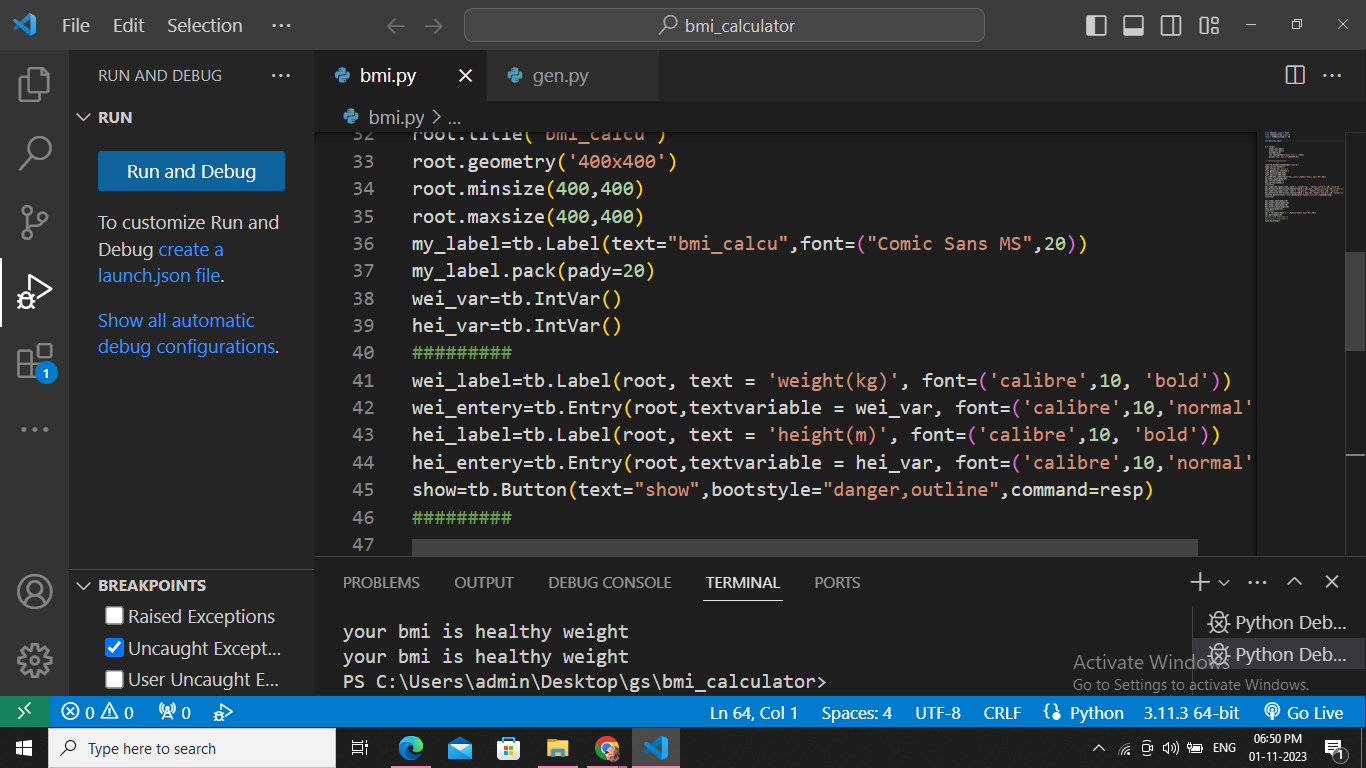 File Edit Selection ···
bmi_calculator
RUN AND DEBUG ···
RUN
Run and Debug
To customize Run and
Debug create a
launch.json file.
Show all automatic
debug configurations.
1
BREAKPOINTS
Raised Exceptions
Uncaught Except...
User Uncaught E...
bmi.py
gen.py
bmi.py > ...
32 root.title("bmi_calcu")
33 root.geometry('400x400')
34 root.minsize(400,400)
35 root.maxsize(400,400)
36 my_label=tb.Label(text="bmi_calcu",font=("Comic Sans MS",20))
37 my_label.pack(pady=20)
38 wei_var=tb.IntVar()
39 hei_var=tb.IntVar()
40 #########
41 wei_label=tb.Label(root, text = 'weight(kg)', font=('calibre',10, 'bold'))
42 wei_entery=tb.Entry(root,textvariable = wei_var, font=('calibre',10,'normal'
43 hei_label=tb.Label(root, text = 'height(m)', font=('calibre',10, 'bold'))
44 hei_entery=tb.Entry(root,textvariable = hei_var, font=('calibre',10,'normal'
45 show=tb.Button(text="show",bootstyle="danger,outline",command=resp)
46 #########
47
PROBLEMS OUTPUT DEBUG CONSOLE TERMINAL PORTS
your bmi is healthy weight
your bmi is healthy weight
PS C:\Users\admin\Desktop\gs\bmi_calculator>
Python Deb...
Python Deb...
Activate Windows
Go to Settings to activate Windows.
0 0 0 Ln 64, Col 1 Spaces: 4 UTF-8 CRLF Python 3.11.3 64-bit Go Live
Type here to search
ENG
06:50 PM
01-11-2023
1